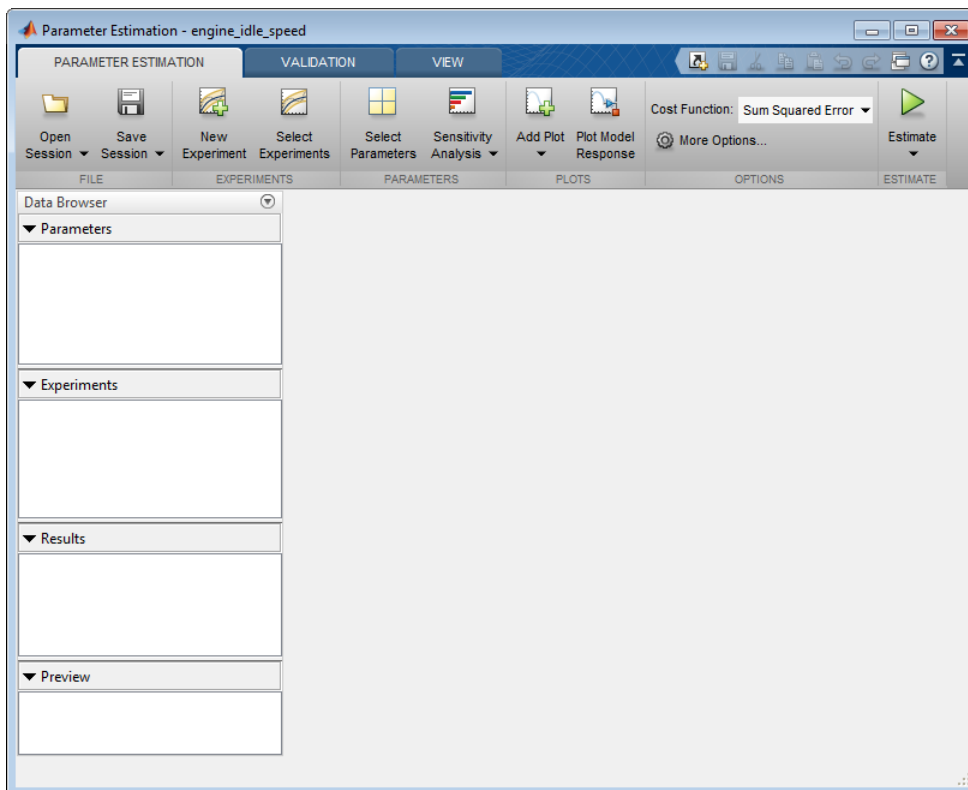 Parameter Estimation - engine_idle_speed
PARAMETER ESTIMATION VALIDATION VIEW
Open Save New Select Select Sensitivity Add Plot Plot Model Cost Function: Sum Squared Error Estimate
Session Session Experiment Experiments Parameters Analysis Response More Options...
FILE EXPERIMENTS PARAMETERS PLOTS OPTIONS ESTIMATE
Data Browser
Parameters
Experiments
Results
Preview